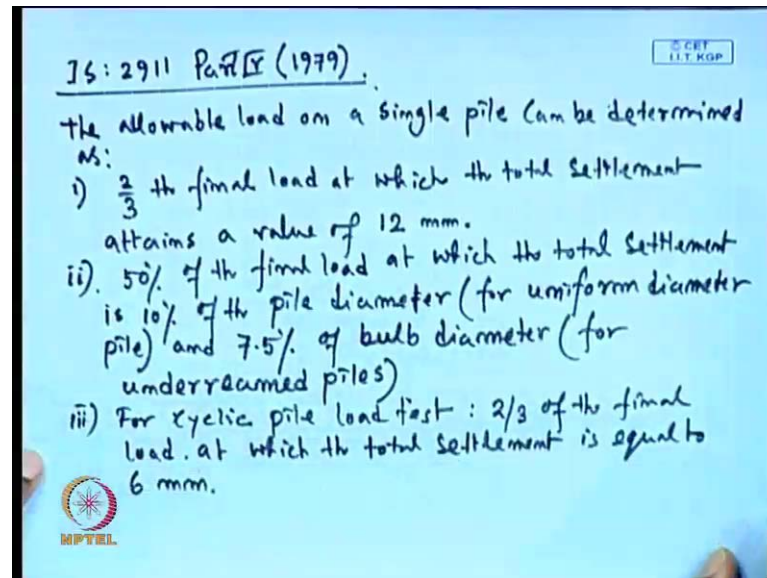 IS: 2911 Part IV (1979).
© CET
I.I.T. KGP
The allowable load on a single pile can be determined
as:
i) 2/3 th final load at which th total settlement
attains a value of 12 mm.
ii). 50% of th final load at which the total settlement
is 10% of th pile diameter (for uniform diameter
pile) and 7.5% of bulb diameter (for
underreamed piles)
iii) For cyclic pile load test: 2/3 of the final
load. at which th total settlement is equal to
6 mm.
NPTEL